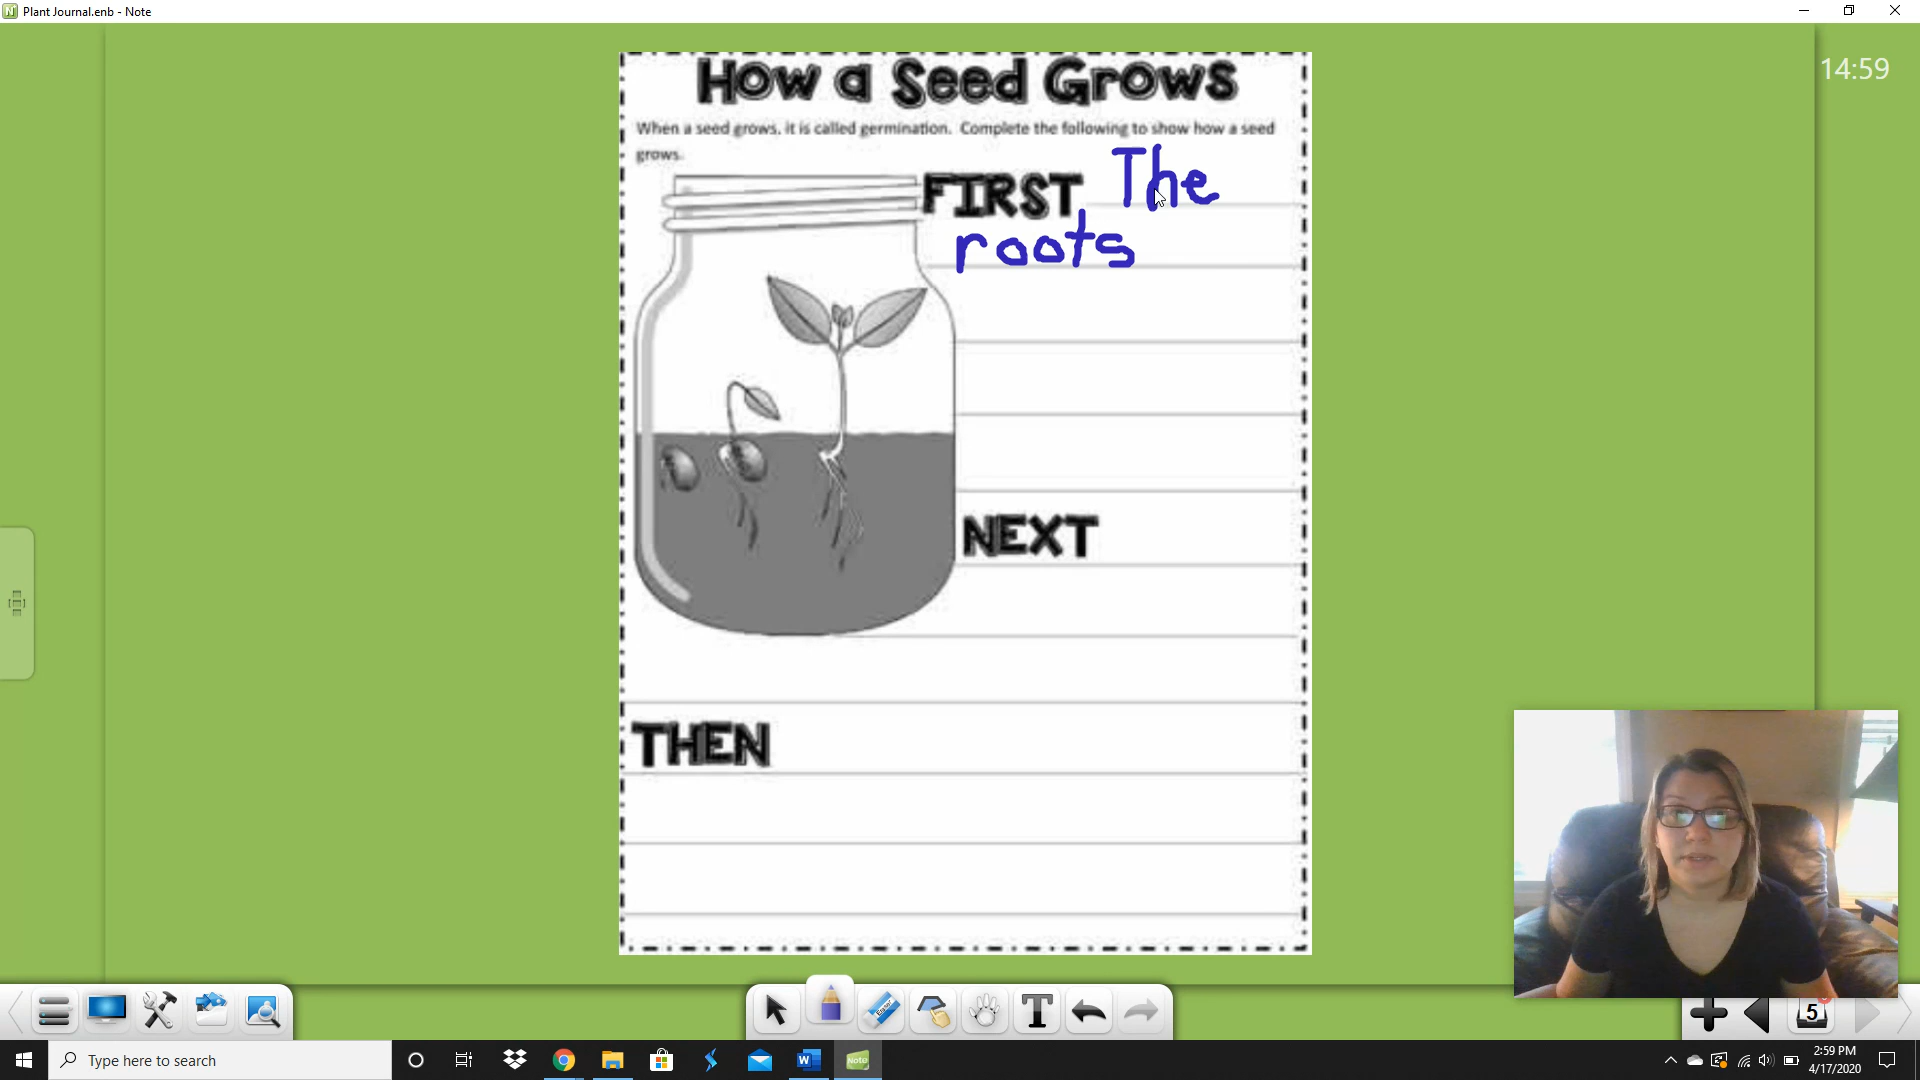 Plant Journal.enb - Note
14:59
How a Seed Grows
When a seed grows, it is called germination. Complete the following to show how a seed
grows.
FIRST The
roots
NEXT
THEN
Eraser
T
5
Type here to search
W
Note
2:59 PM
4/17/2020